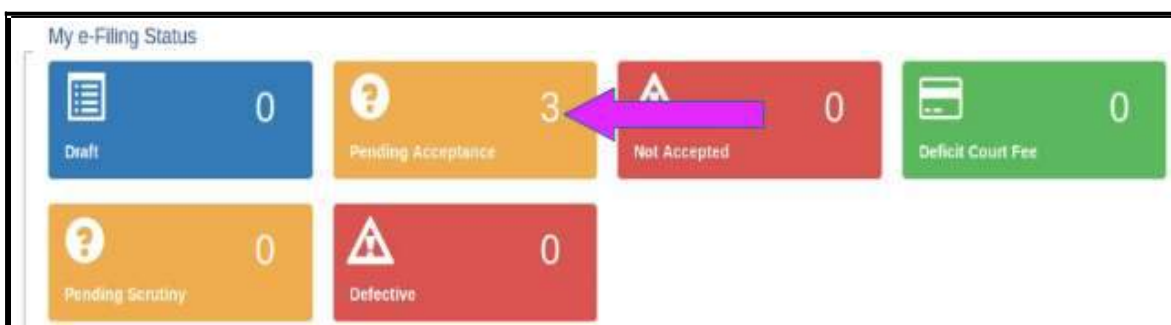 My e-Filing Status
0 3 0 0
Draft Pending Acceptance Not Accepted Deficit Court Fee
0 0
Pending Scrutiny Defective